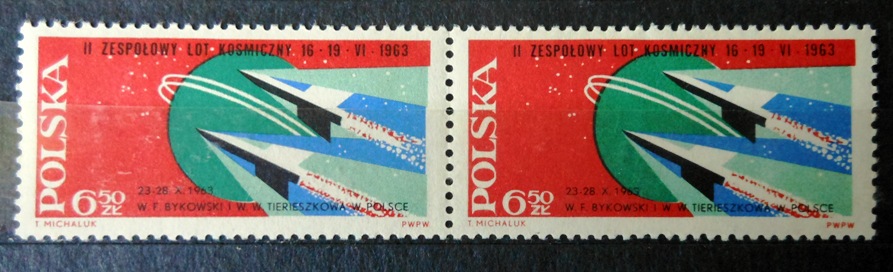 II ZESPOŁOWY LOT KOSMICZNY 16-19-VI-1963
POLSKA
6 50 ZŁ
23-28. X. 1963
W. F. BYKOWSKI I W. W. TIERIESZKOWA W POLSCE
T. MICHALUK
PWPW
II ZESPOŁOWY LOT KOSMICZNY 16-19-VI-1963
POLSKA
6 50 ZŁ
23-28. X. 1963
W. F. BYKOWSKI I W. W. TIERIESZKOWA W POLSCE
T. MICHALUK
PWPW